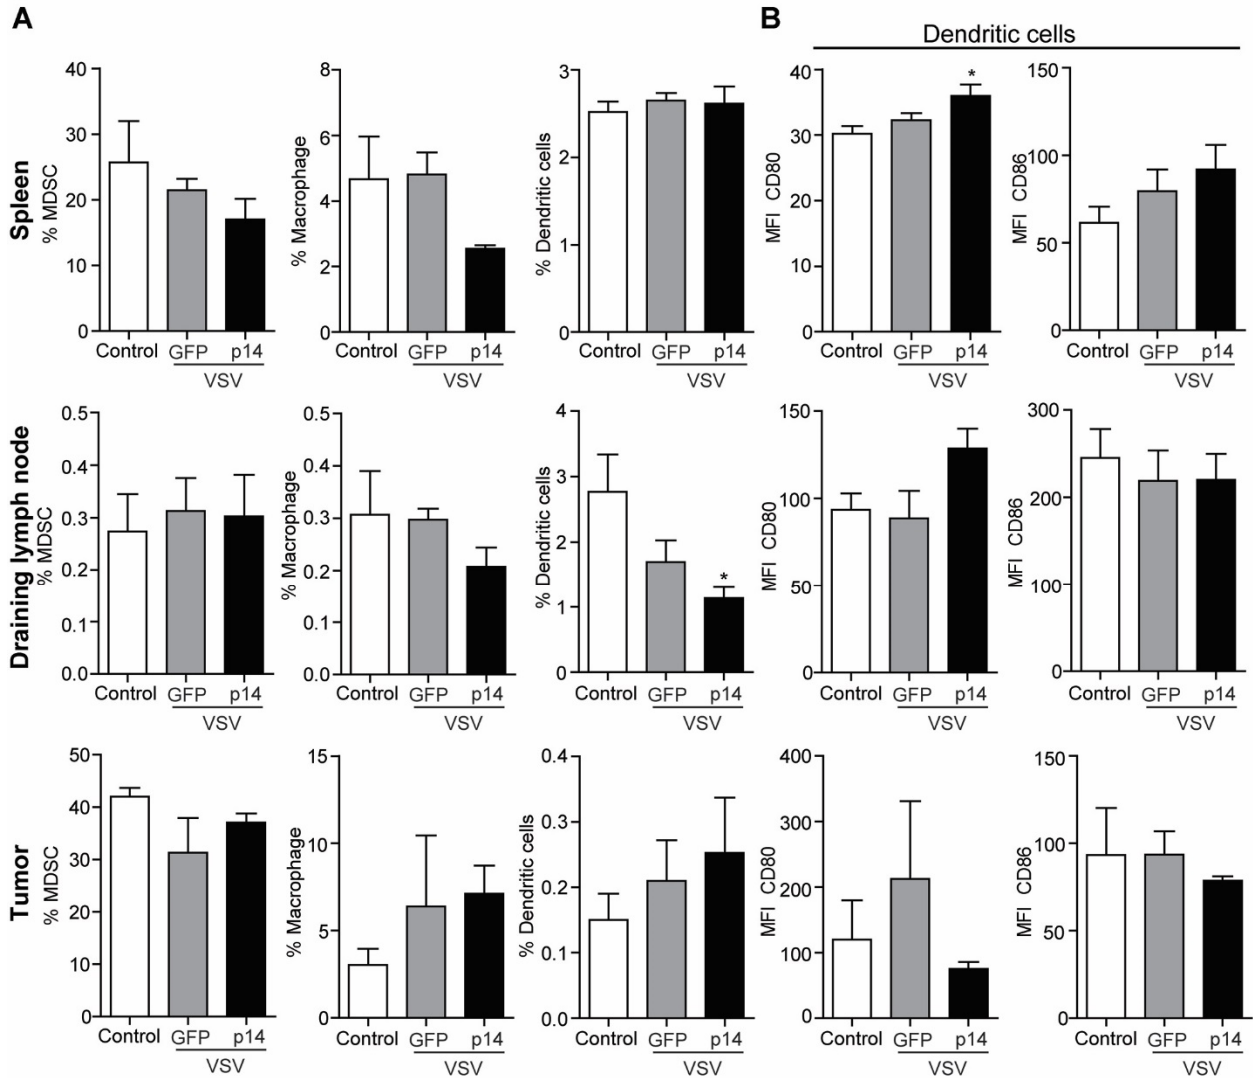 A
B
Dendritic cells
Spleen
% MDSC
40
30
20
10
0
Control GFP p14
VSV
% Macrophage
8
6
4
2
0
Control GFP p14
VSV
% Dendritic cells
3
2
1
0
Control GFP p14
VSV
MFI CD80
40
30
20
10
0
*
Control GFP p14
VSV
MFI CD86
150
100
50
0
Control GFP p14
VSV
Draining lymph node
% MDSC
0.5
0.4
0.3
0.2
0.1
0.0
Control GFP p14
VSV
% Macrophage
0.5
0.4
0.3
0.2
0.1
0.0
Control GFP p14
VSV
% Dendritic cells
4
3
2
1
0
*
Control GFP p14
VSV
MFI CD80
150
100
50
0
Control GFP p14
VSV
MFI CD86
300
200
100
0
Control GFP p14
VSV
Tumor
% MDSC
50
40
30
20
10
0
Control GFP p14
VSV
% Macrophage
15
10
5
0
Control GFP p14
VSV
% Dendritic cells
0.4
0.3
0.2
0.1
0.0
Control GFP p14
VSV
MFI CD80
400
300
200
100
0
Control GFP p14
VSV
MFI CD86
150
100
50
0
Control GFP p14
VSV